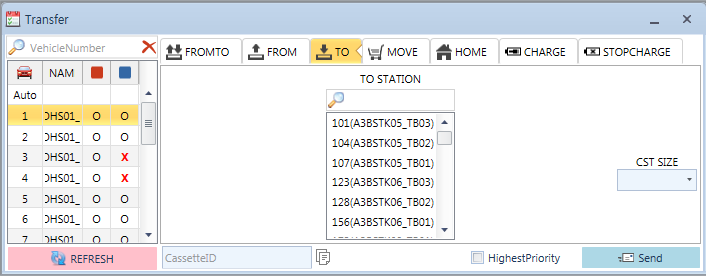 Transfer
VehicleNumber
NAM
Auto
1 OHS01_ O O
2 OHS01_ O O
3 OHS01_ O X
4 OHS01_ O X
5 OHS01_ O O
6 OHS01_ O O
7 OHS01_ O O
REFRESH
FROMTO FROM TO MOVE HOME CHARGE STOPCHARGE
TO STATION
101(A3BSTK05_TB03)
104(A3BSTK05_TB02)
107(A3BSTK05_TB01)
123(A3BSTK06_TB03)
128(A3BSTK06_TB02)
156(A3BSTK06_TB01)
CST SIZE
CassetteID
HighestPriority
Send